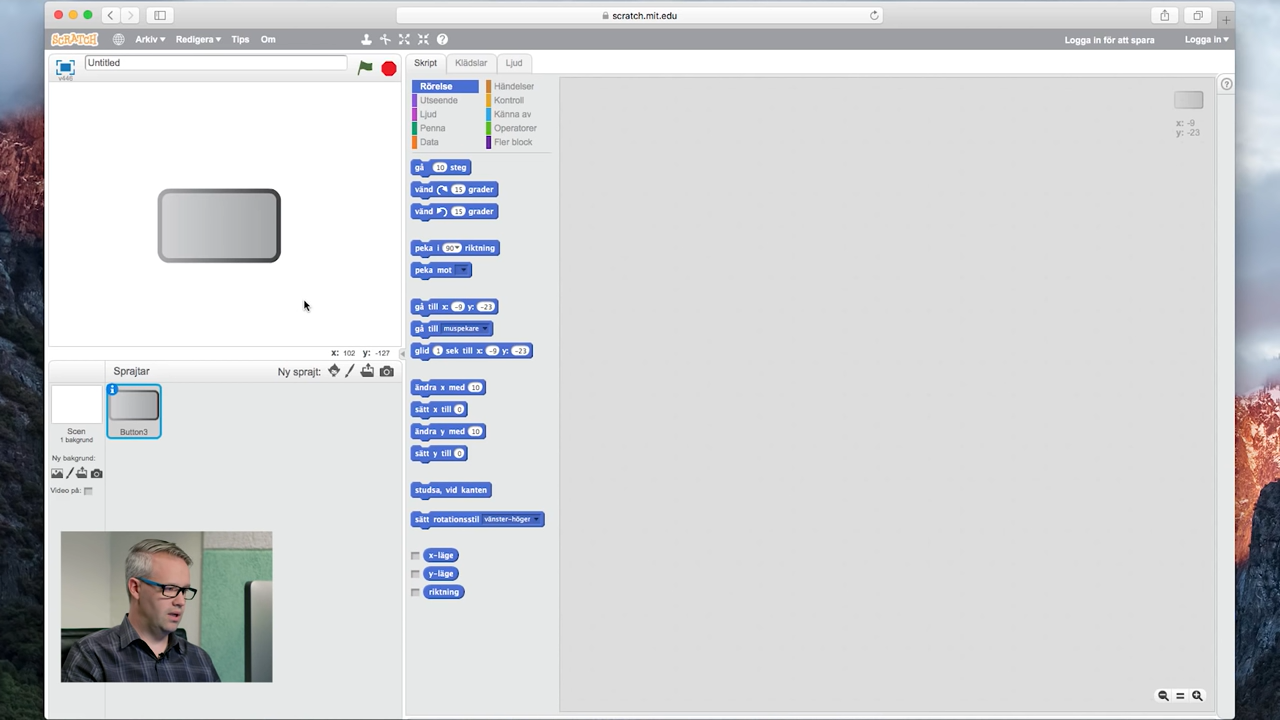 scratch.mit.edu
SCRATCH Arkiv Redigera Tips Om Logga in för att spara Logga in
Untitled
v446
Skript Klädslar Ljud
Rörelse Händelser
Utseende Kontroll
Ljud Känna av
Penna Operatorer
Data Fler block
x: -9
y: -23
gå 10 steg
vänd 15 grader
vänd 15 grader
peka i 90 riktning
peka mot
gå till x: -9 y: -23
gå till muspekare
glid 1 sek till x: -9 y: -23
ändra x med 10
sätt x till 0
ändra y med 10
sätt y till 0
studsa, vid kanten
sätt rotationsstil vänster-höger
x-läge
y-läge
riktning
x: 102 y: -127
Sprajtar Ny sprajt:
Scen
1 bakgrund
Button3
Ny bakgrund:
Video på: